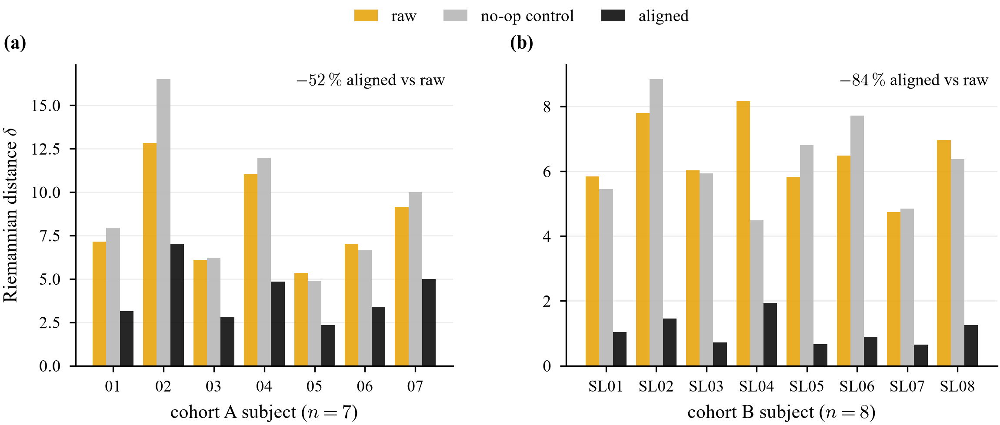 raw no-op control aligned
(a) (b)
−52 % aligned vs raw
−84 % aligned vs raw
Riemannian distance δ
15.0
12.5
10.0
7.5
5.0
2.5
0.0
01 02 03 04 05 06 07
cohort A subject (n = 7)
8
6
4
2
0
SL01 SL02 SL03 SL04 SL05 SL06 SL07 SL08
cohort B subject (n = 8)